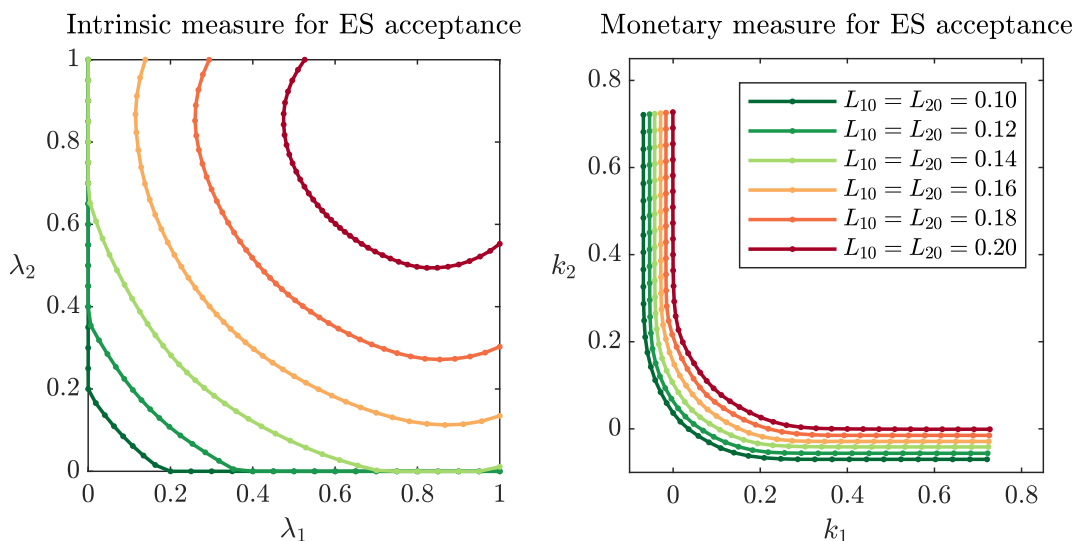 Intrinsic measure for ES acceptance
1
0.8
0.6
0.4
0.2
0
λ₂
0 0.2 0.4 0.6 0.8 1
λ₁
Monetary measure for ES acceptance
0.8
0.6
0.4
0.2
0
k₂
L₁₀ = L₂₀ = 0.10
L₁₀ = L₂₀ = 0.12
L₁₀ = L₂₀ = 0.14
L₁₀ = L₂₀ = 0.16
L₁₀ = L₂₀ = 0.18
L₁₀ = L₂₀ = 0.20
0 0.2 0.4 0.6 0.8
k₁